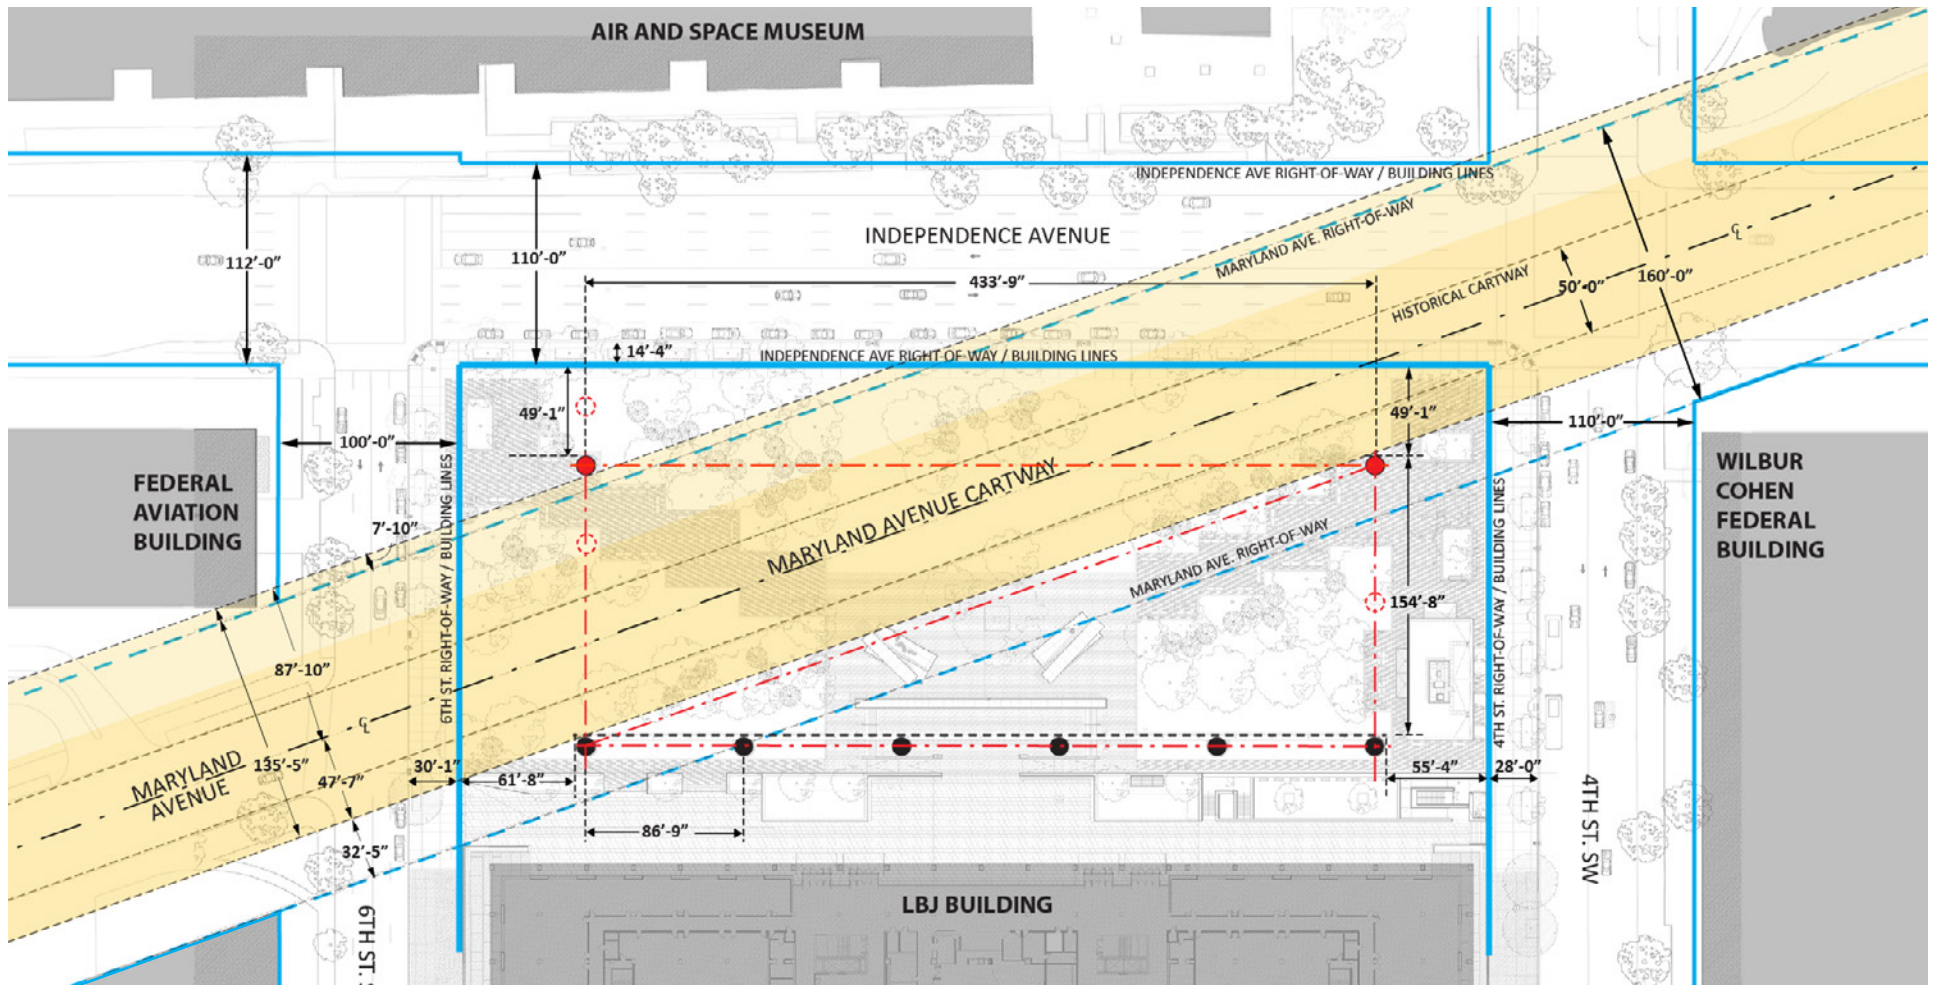 AIR AND SPACE MUSEUM
INDEPENDENCE AVE RIGHT-OF-WAY / BUILDING LINES
MARYLAND AVE. RIGHT-OF-WAY
INDEPENDENCE AVENUE
112'-0"
110'-0"
433'-9"
HISTORICAL CARTWAY
50'-0"
160'-0"
CL
14'-4"
INDEPENDENCE AVE RIGHT-OF-WAY / BUILDING LINES
49'-1"
49'-1"
100'-0"
110'-0"
FEDERAL
AVIATION
BUILDING
WILBUR
COHEN
FEDERAL
BUILDING
7'-10"
6TH ST. RIGHT-OF-WAY / BUILDING LINES
MARYLAND AVENUE CARTWAY
MARYLAND AVE. RIGHT-OF-WAY
4TH ST. RIGHT-OF-WAY / BUILDING LINES
154'-8"
87'-10"
CL
MARYLAND
AVENUE
135'-5"
47'-7"
30'-1"
61'-8"
55'-4"
28'-0"
86'-9"
32'-5"
4TH ST. SW
6TH ST.
LBJ BUILDING